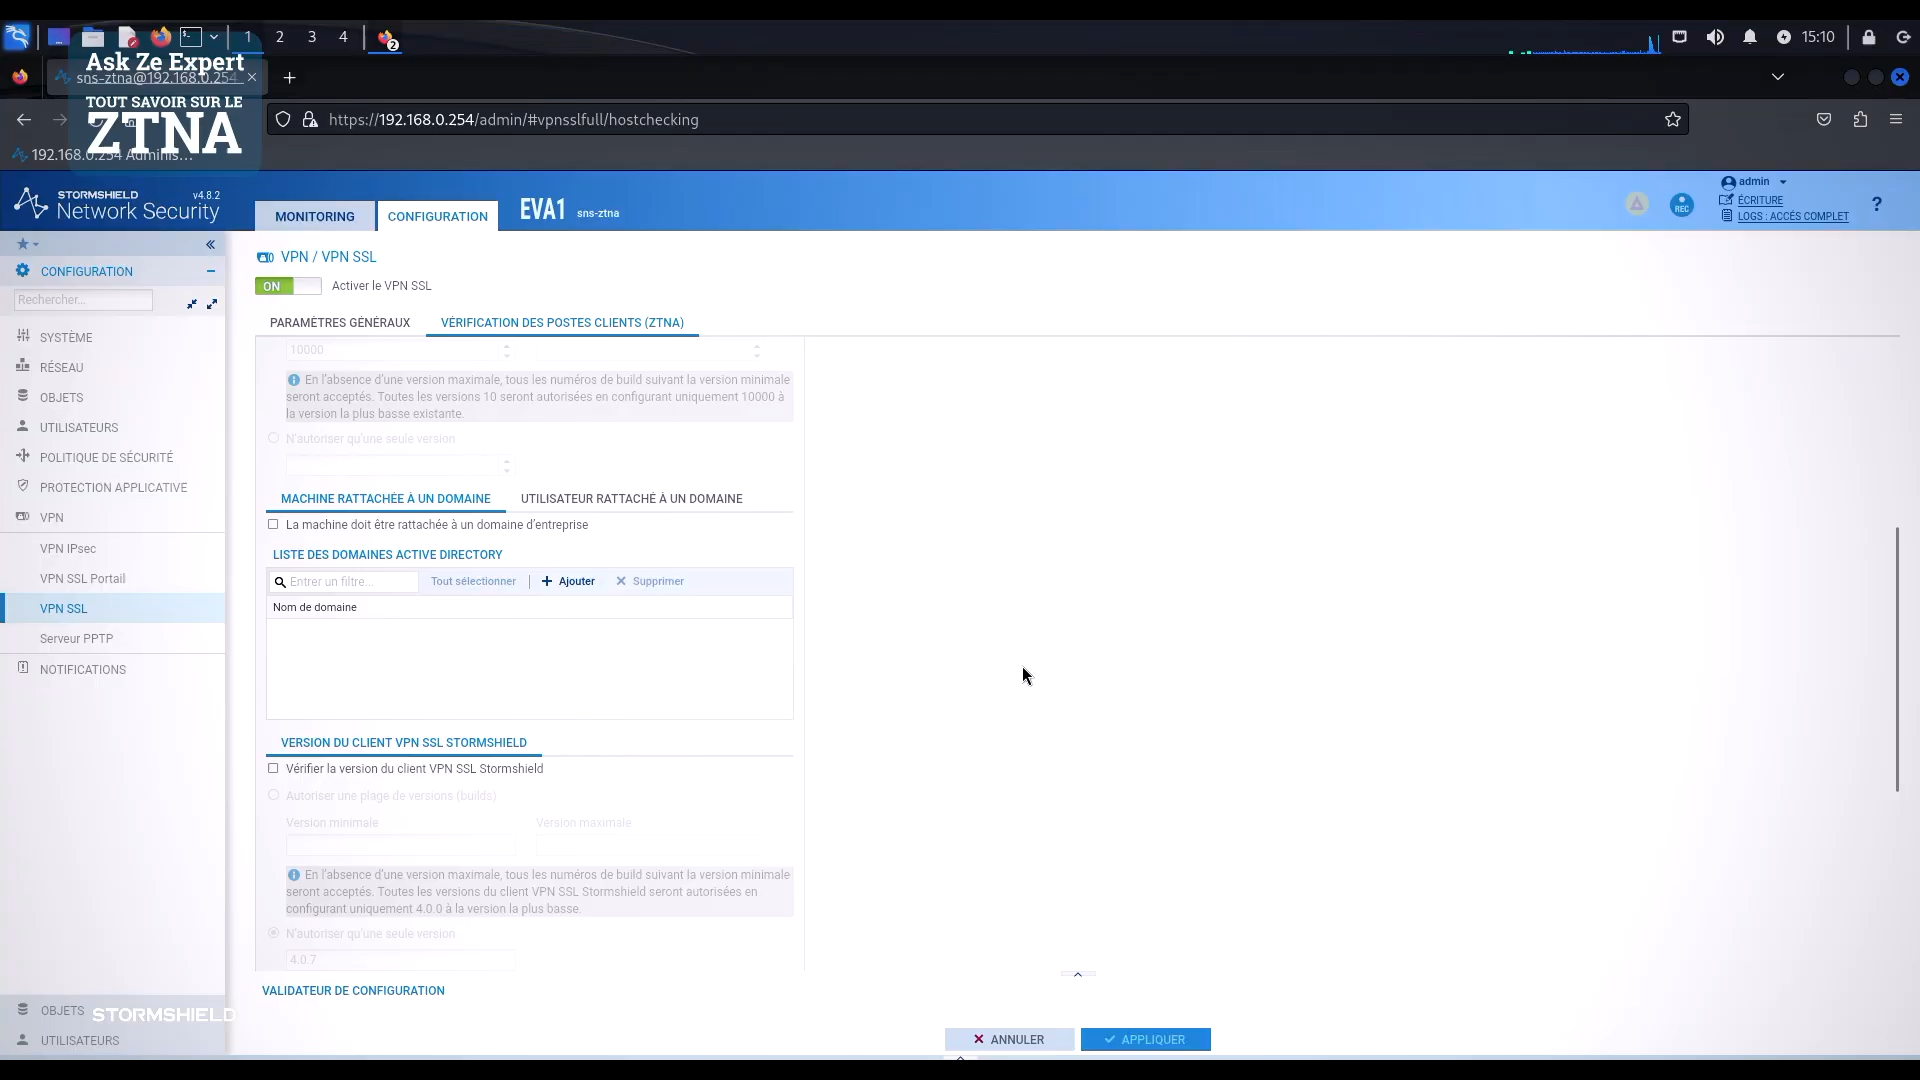 1 2 3 4 2 15:10
Ask Ze Expert
sns-ztna@192.168.0.254
TOUT SAVOIR SUR LE
ZTNA
https://192.168.0.254/admin/#vpnsslfull/hostchecking
192.168.0.254 Adminis…
STORMSHIELD v4.8.2
Network Security
MONITORING CONFIGURATION EVA1 sns-ztna
REC
admin
ÉCRITURE
LOGS : ACCÉS COMPLET
?
CONFIGURATION
Rechercher...
SYSTÈME
RÉSEAU
OBJETS
UTILISATEURS
POLITIQUE DE SÉCURITÉ
PROTECTION APPLICATIVE
VPN
VPN IPsec
VPN SSL Portail
VPN SSL
Serveur PPTP
NOTIFICATIONS
OBJETS
STORMSHIELD
UTILISATEURS
VPN / VPN SSL
ON Activer le VPN SSL
PARAMÈTRES GÉNÉRAUX VÉRIFICATION DES POSTES CLIENTS (ZTNA)
10000
En l'absence d'une version maximale, tous les numéros de build suivant la version minimale
seront acceptés. Toutes les versions 10 seront autorisées en configurant uniquement 10000 à
la version la plus basse existante.
N'autoriser qu'une seule version
MACHINE RATTACHÉE À UN DOMAINE UTILISATEUR RATTACHÉ À UN DOMAINE
La machine doit être rattachée à un domaine d'entreprise
LISTE DES DOMAINES ACTIVE DIRECTORY
Entrer un filtre... Tout sélectionner Ajouter Supprimer
Nom de domaine
VERSION DU CLIENT VPN SSL STORMSHIELD
Vérifier la version du client VPN SSL Stormshield
Autoriser une plage de versions (builds)
Version minimale Version maximale
En l'absence d'une version maximale, tous les numéros de build suivant la version minimale
seront acceptés. Toutes les versions du client VPN SSL Stormshield seront autorisées en
configurant uniquement 4.0.0 à la version la plus basse.
N'autoriser qu'une seule version
4.0.7
VALIDATEUR DE CONFIGURATION
ANNULER APPLIQUER